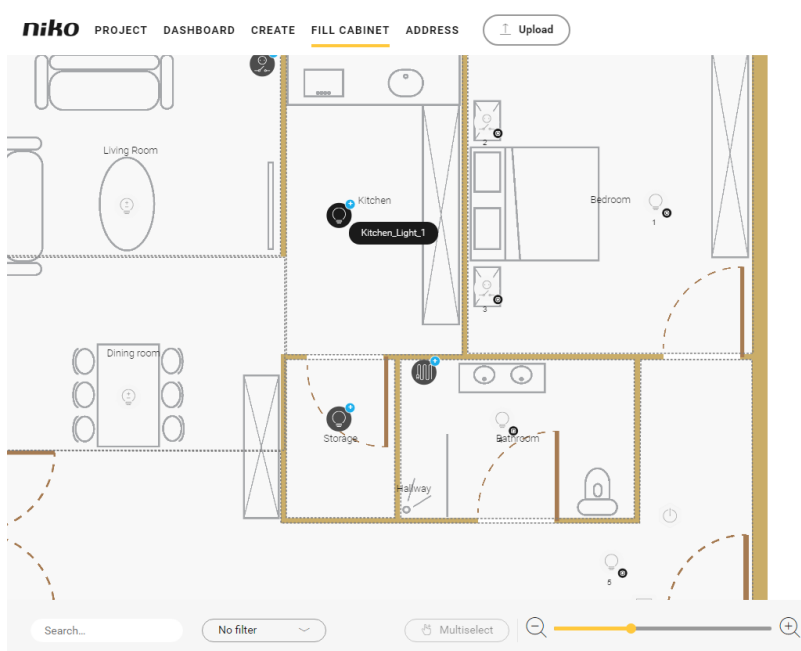 niko PROJECT DASHBOARD CREATE FILL CABINET ADDRESS Upload
Living Room
2
Kitchen
Bedroom
Kitchen_Light_1
1
3
Dining room
Storage
Bathroom
Hallway
5
Search...
No filter
Multiselect